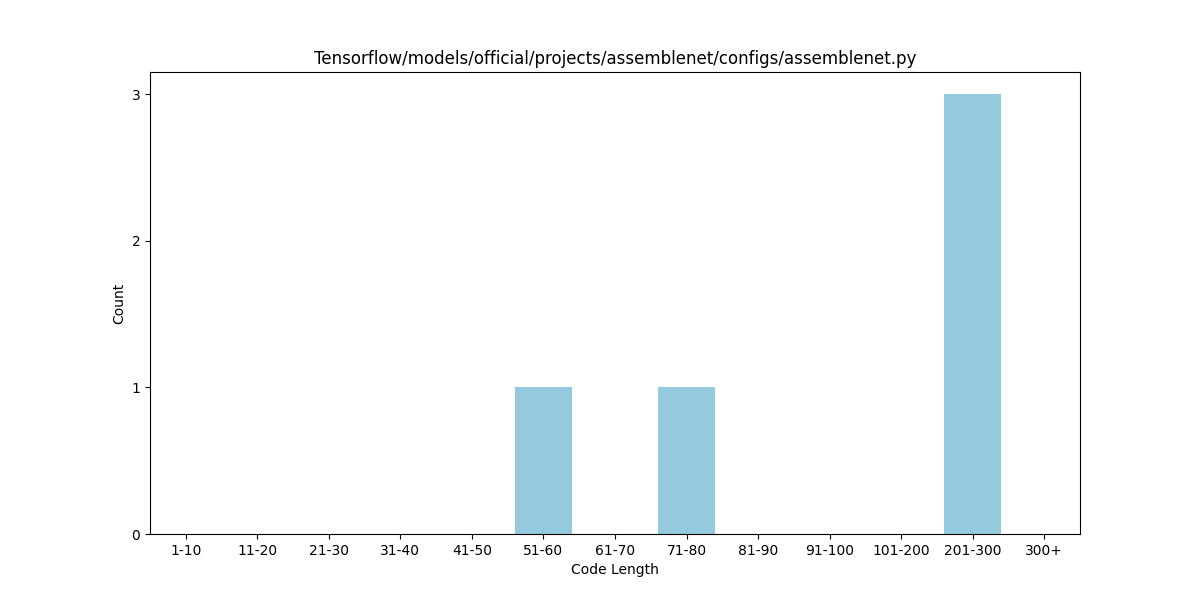 Tensorflow/models/official/projects/assemblenet/configs/assemblenet.py
3
2
1
0
Count
1-10 11-20 21-30 31-40 41-50 51-60 61-70 71-80 81-90 91-100 101-200 201-300 300+
Code Length